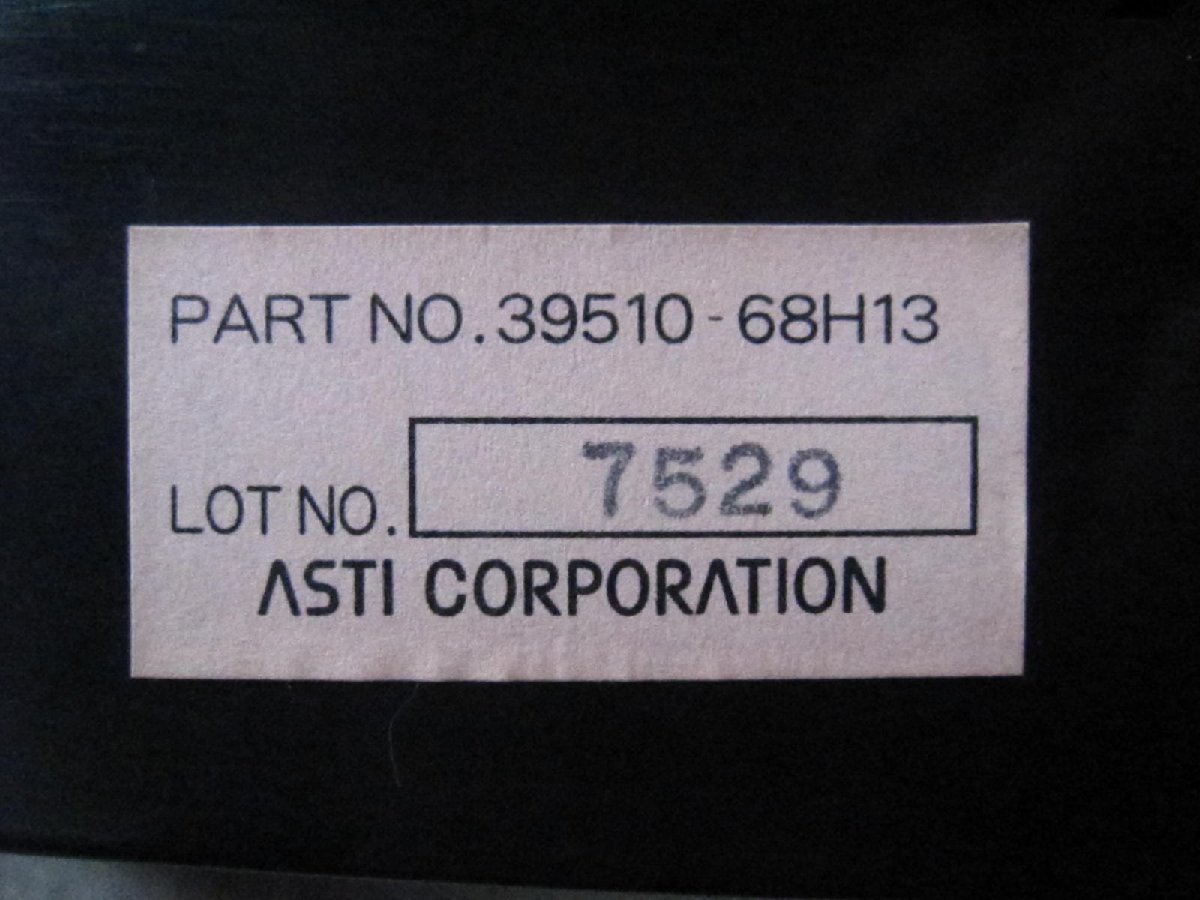 PART NO. 39510-68H13
LOT NO. 7529
ASTI CORPORATION